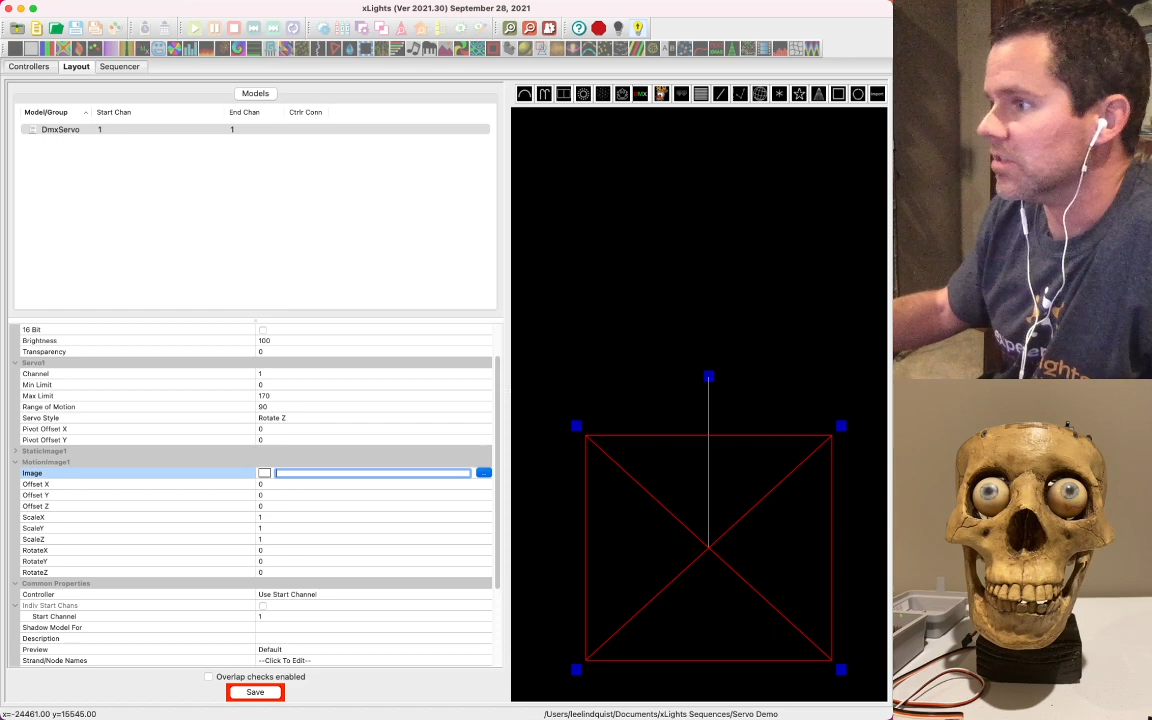 xLights (Ver 2021.30) September 28, 2021
Controllers Layout Sequencer
Models
Model/Group Start Chan End Chan Ctrlr Conn
DmxServo 1 1
16 Bit
Brightness 100
Transparency 0
Servo1
Channel 1
Min Limit 0
Max Limit 170
Range of Motion 90
Servo Style Rotate Z
Pivot Offset X 0
Pivot Offset Y 0
StaticImage1
MotionImage1
Image
Offset X 0
Offset Y 0
Offset Z 0
ScaleX 1
ScaleY 1
ScaleZ 1
RotateX 0
RotateY 0
RotateZ 0
Common Properties
Controller Use Start Channel
Indiv Start Chans
Start Channel 1
Shadow Model For
Description
Preview Default
Strand/Node Names --Click To Edit--
Overlap checks enabled
Save
x=-24461.00 y=15545.00 /Users/leelindquist/Documents/xLights Sequences/Servo Demo